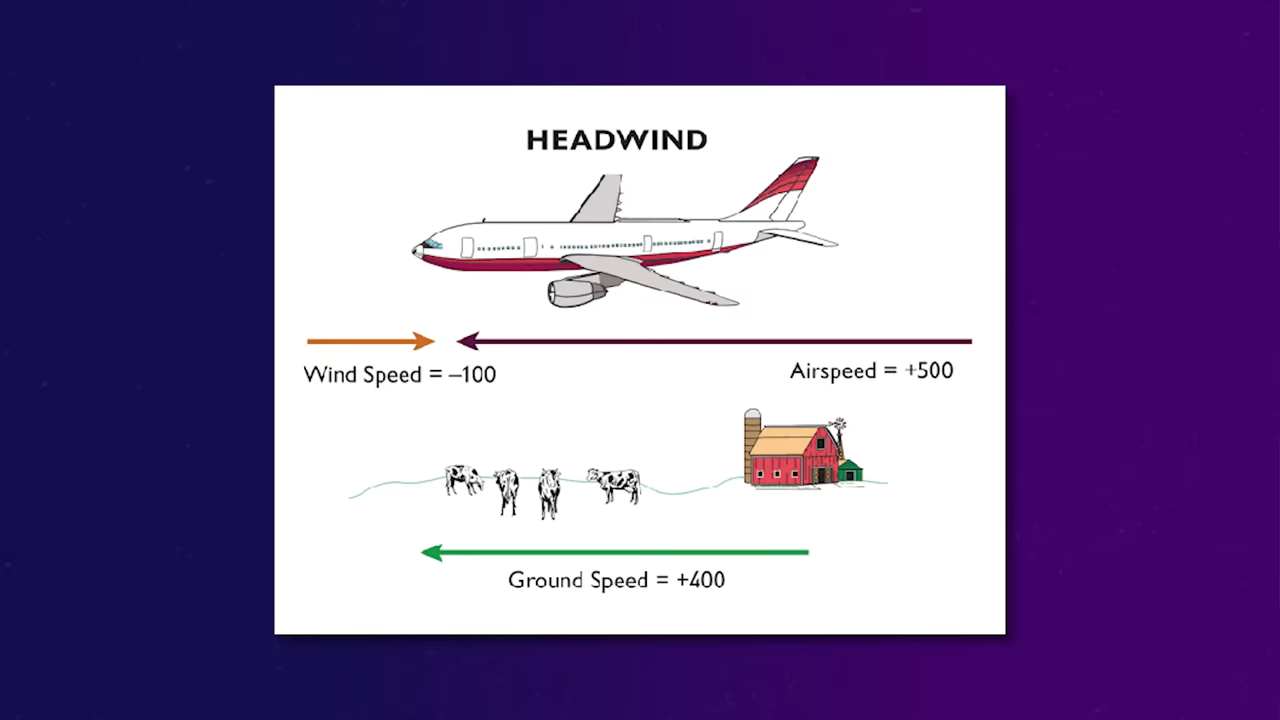 HEADWIND
Wind Speed = –100
Airspeed = +500
Ground Speed = +400